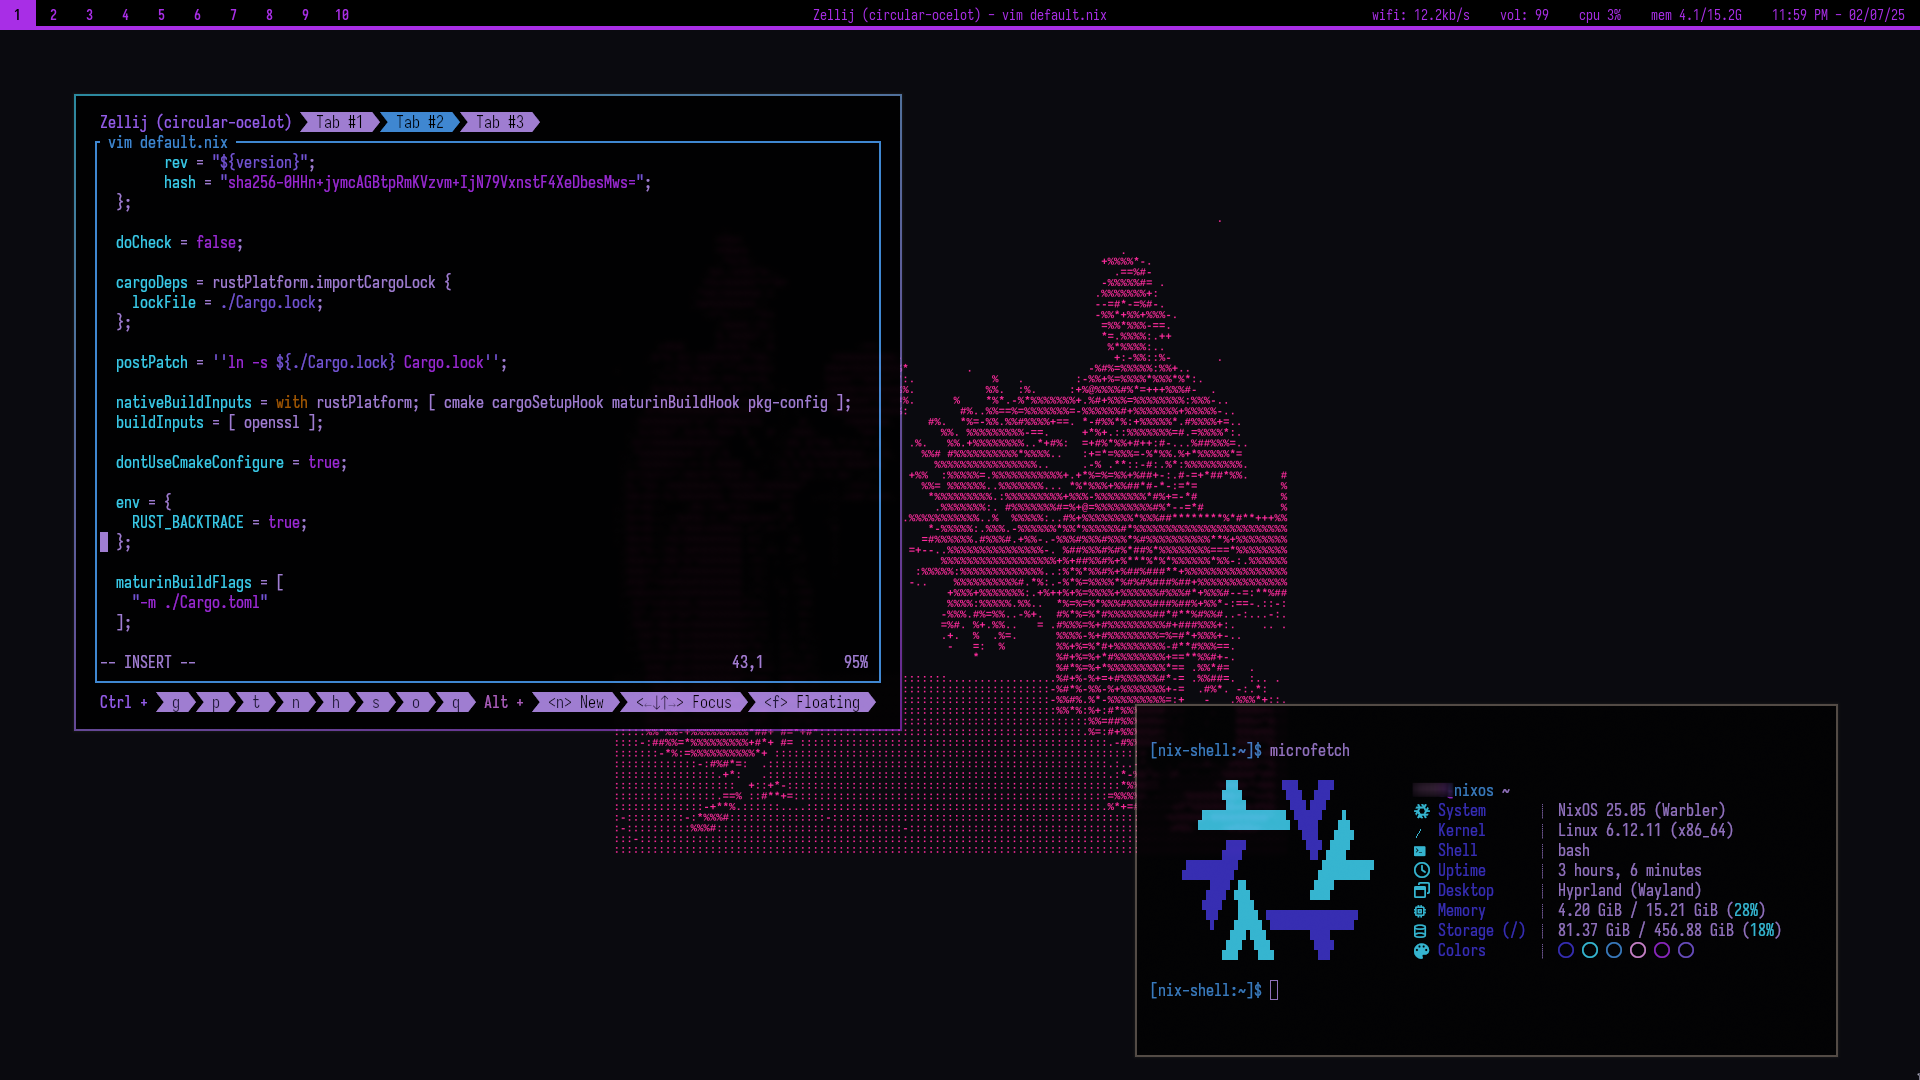 1 2 3 4 5 6 7 8 9 10 Zellij (circular-ocelot) - vim default.nix wifi: 12.2kb/s vol: 99 cpu 3% mem 4.1/15.2G 11:59 PM - 02/07/25
Zellij (circular-ocelot) Tab #1 Tab #2 Tab #3
vim default.nix
rev = "${version}";
hash = "sha256-0HHn+jymcAGBtpRmKVzvm+IjN79VxnstF4XeDbesMws=";
};
doCheck = false;
cargoDeps = rustPlatform.importCargoLock {
lockFile = ./Cargo.lock;
};
postPatch = ''ln -s ${./Cargo.lock} Cargo.lock'';
nativeBuildInputs = with rustPlatform; [ cmake cargoSetupHook maturinBuildHook pkg-config ];
buildInputs = [ openssl ];
dontUseCmakeConfigure = true;
env = {
RUST_BACKTRACE = true;
};
maturinBuildFlags = [
"-m ./Cargo.toml"
];
-- INSERT -- 43,1 95%
Ctrl + g p t n h s o q Alt + <n> New <←↓↑→> Focus <f> Floating
[nix-shell:~]$ microfetch
@nixos ~
System | NixOS 25.05 (Warbler)
Kernel | Linux 6.12.11 (x86_64)
Shell | bash
Uptime | 3 hours, 6 minutes
Desktop | Hyprland (Wayland)
Memory | 4.20 GiB / 15.21 GiB (28%)
Storage (/) | 81.37 GiB / 456.88 GiB (18%)
Colors |
[nix-shell:~]$